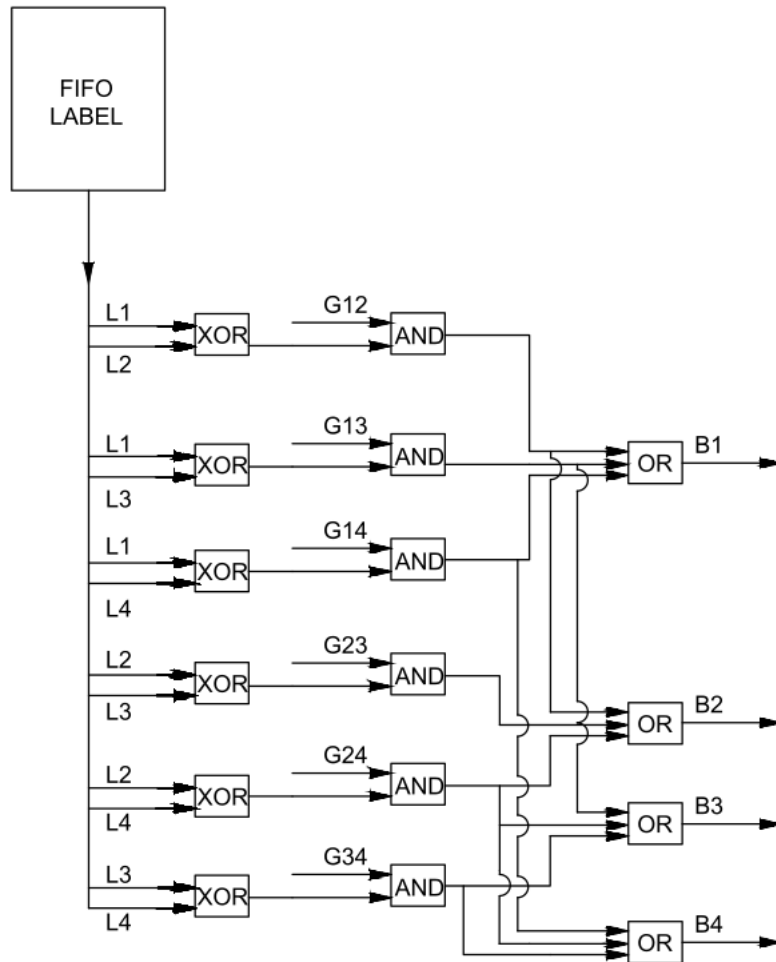 FIFO
LABEL
L1
XOR
G12
AND
L2
L1
XOR
G13
AND
OR
B1
L3
L1
XOR
G14
AND
L4
L2
XOR
G23
AND
L3
OR
B2
L2
XOR
G24
AND
L4
OR
B3
L3
XOR
G34
AND
L4
OR
B4